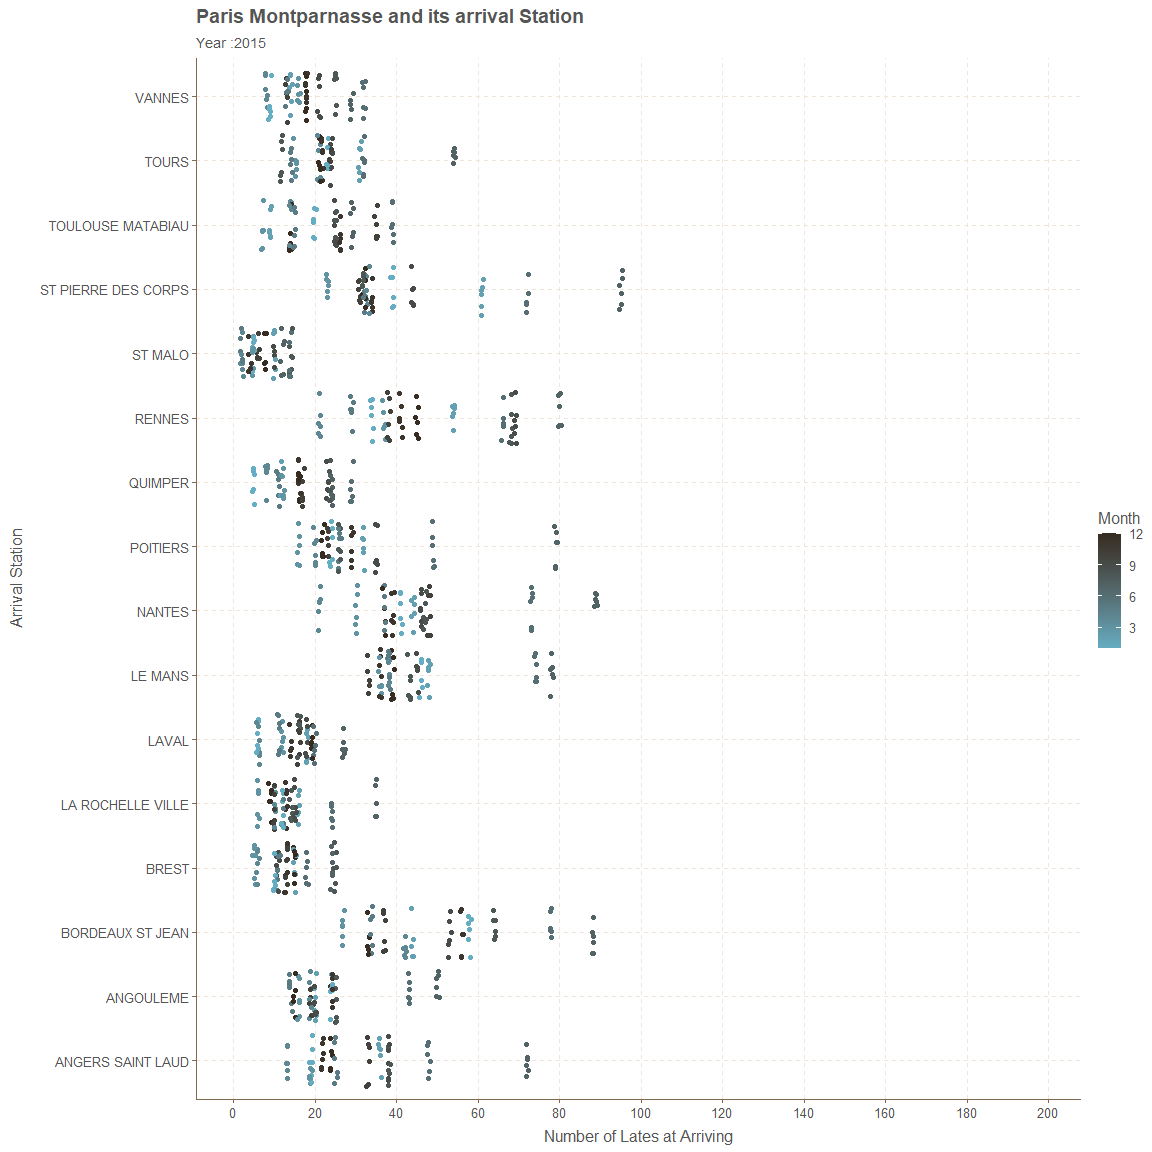 Paris Montparnasse and its arrival Station
Year :2015
VANNES
TOURS
TOULOUSE MATABIAU
ST PIERRE DES CORPS
ST MALO
RENNES
QUIMPER
POITIERS
NANTES
LE MANS
LAVAL
LA ROCHELLE VILLE
BREST
BORDEAUX ST JEAN
ANGOULEME
ANGERS SAINT LAUD
Arrival Station
0 20 40 60 80 100 120 140 160 180 200
Number of Lates at Arriving
Month
12
9
6
3